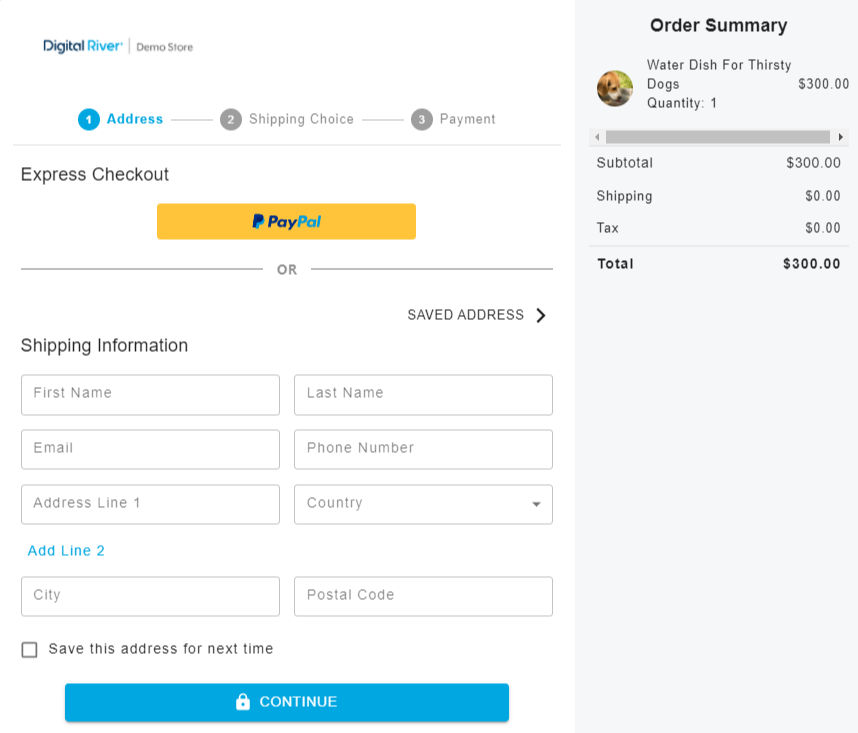 Digital River | Demo Store
1 Address 2 Shipping Choice 3 Payment
Express Checkout
PayPal
OR
SAVED ADDRESS
Shipping Information
First Name Last Name
Email Phone Number
Address Line 1 Country
Add Line 2
City Postal Code
Save this address for next time
CONTINUE
Order Summary
Water Dish For Thirsty
Dogs $300.00
Quantity: 1
Subtotal $300.00
Shipping $0.00
Tax $0.00
Total $300.00